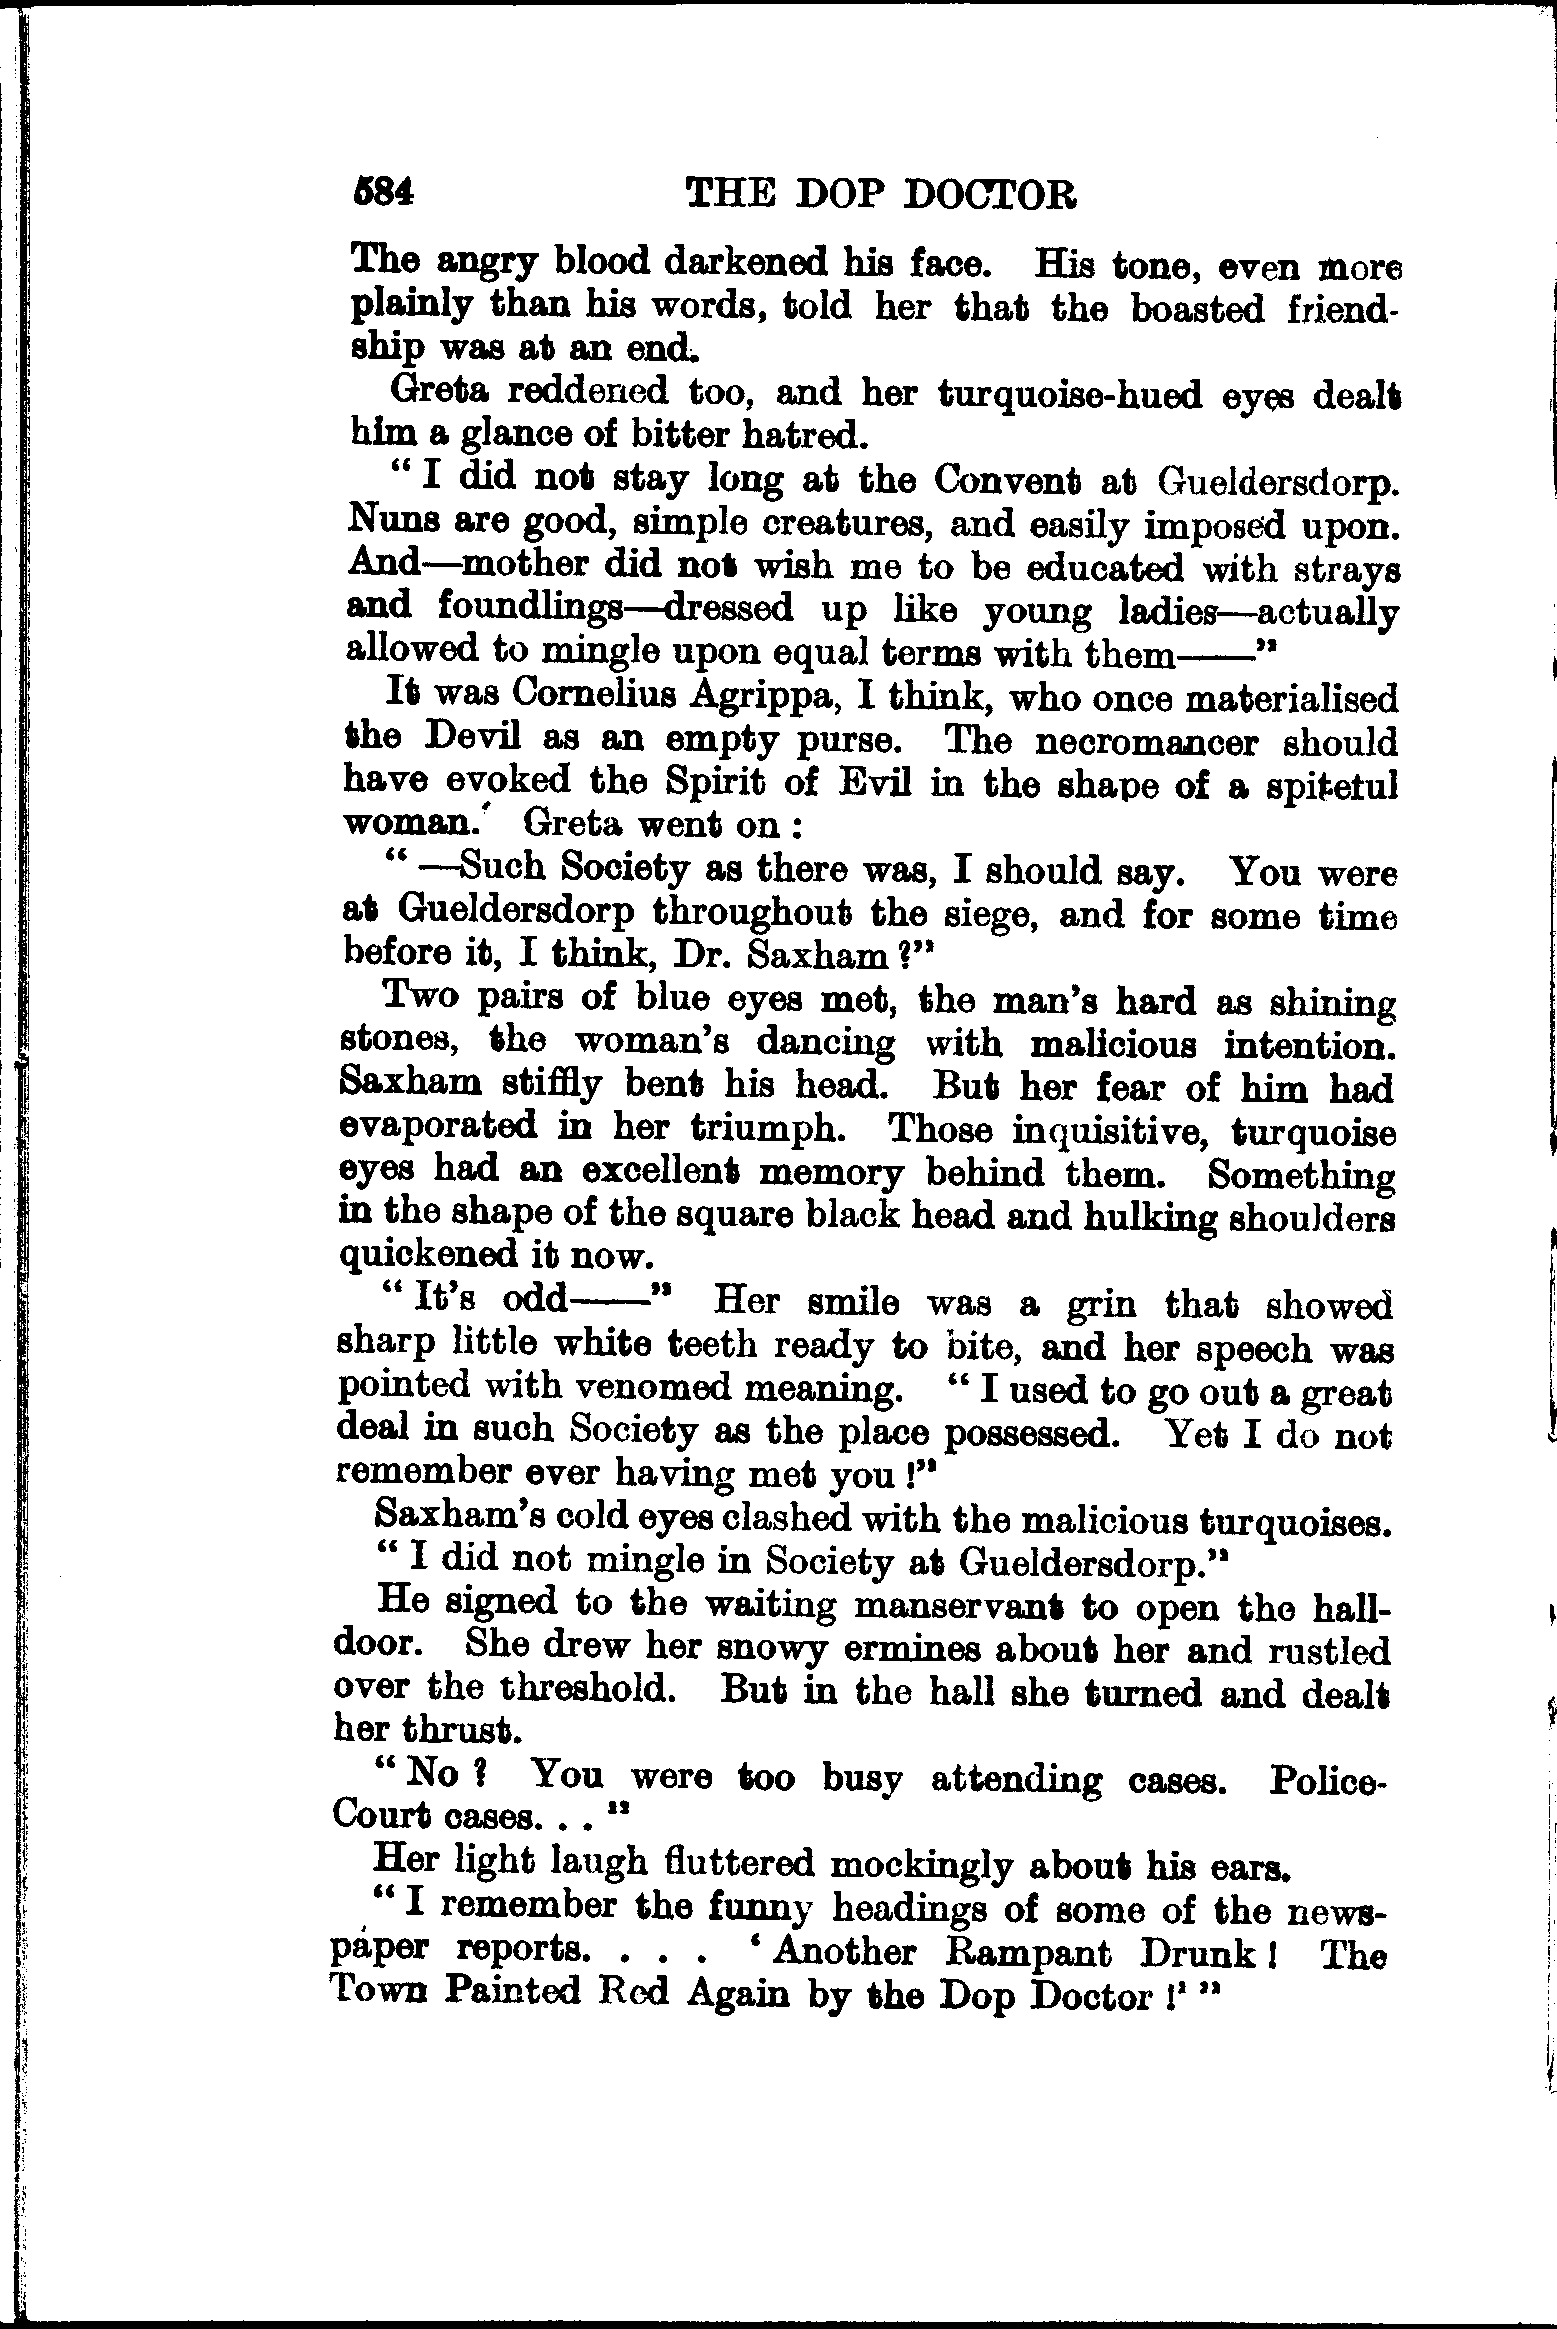 584 THE DOP DOCTOR
The angry blood darkened his face. His tone, even more
plainly than his words, told her that the boasted friend-
ship was at an end.
Greta reddened too, and her turquoise-hued eyes dealt
him a glance of bitter hatred.
“ I did not stay long at the Convent at Gueldersdorp.
Nuns are good, simple creatures, and easily imposed upon.
And—mother did not wish me to be educated with strays
and foundlings—dressed up like young ladies—actually
allowed to mingle upon equal terms with them——”
It was Cornelius Agrippa, I think, who once materialised
the Devil as an empty purse. The necromancer should
have evoked the Spirit of Evil in the shape of a spiteful
woman. Greta went on :
“ —Such Society as there was, I should say. You were
at Gueldersdorp throughout the siege, and for some time
before it, I think, Dr. Saxham ?”
Two pairs of blue eyes met, the man’s hard as shining
stones, the woman’s dancing with malicious intention.
Saxham stiffly bent his head. But her fear of him had
evaporated in her triumph. Those inquisitive, turquoise
eyes had an excellent memory behind them. Something
in the shape of the square black head and hulking shoulders
quickened it now.
“ It’s odd——” Her smile was a grin that showed
sharp little white teeth ready to bite, and her speech was
pointed with venomed meaning. “ I used to go out a great
deal in such Society as the place possessed. Yet I do not
remember ever having met you !”
Saxham’s cold eyes clashed with the malicious turquoises.
“ I did not mingle in Society at Gueldersdorp.”
He signed to the waiting manservant to open the hall-
door. She drew her snowy ermines about her and rustled
over the threshold. But in the hall she turned and dealt
her thrust.
“ No ? You were too busy attending cases. Police-
Court cases. . . ”
Her light laugh fluttered mockingly about his ears.
“ I remember the funny headings of some of the news-
paper reports. . . . ‘ Another Rampant Drunk ! The
Town Painted Red Again by the Dop Doctor !’ ”